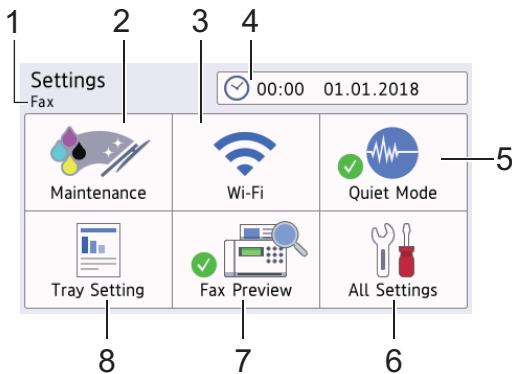 1 2 3 4
Settings
Fax
00:00 01.01.2018
Maintenance Wi-Fi Quiet Mode 5
Tray Setting Fax Preview All Settings
8 7 6